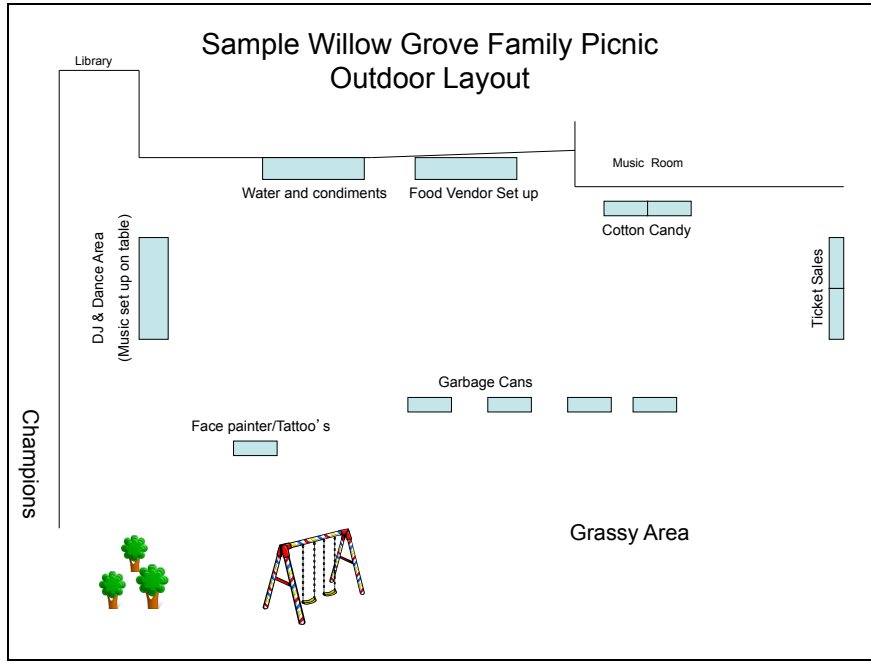 Sample Willow Grove Family Picnic
Outdoor Layout
Library
Music Room
Water and condiments
Food Vendor Set up
Cotton Candy
DJ & Dance Area
(Music set up on table)
Ticket Sales
Garbage Cans
Champions
Face painter/Tattoo's
Grassy Area